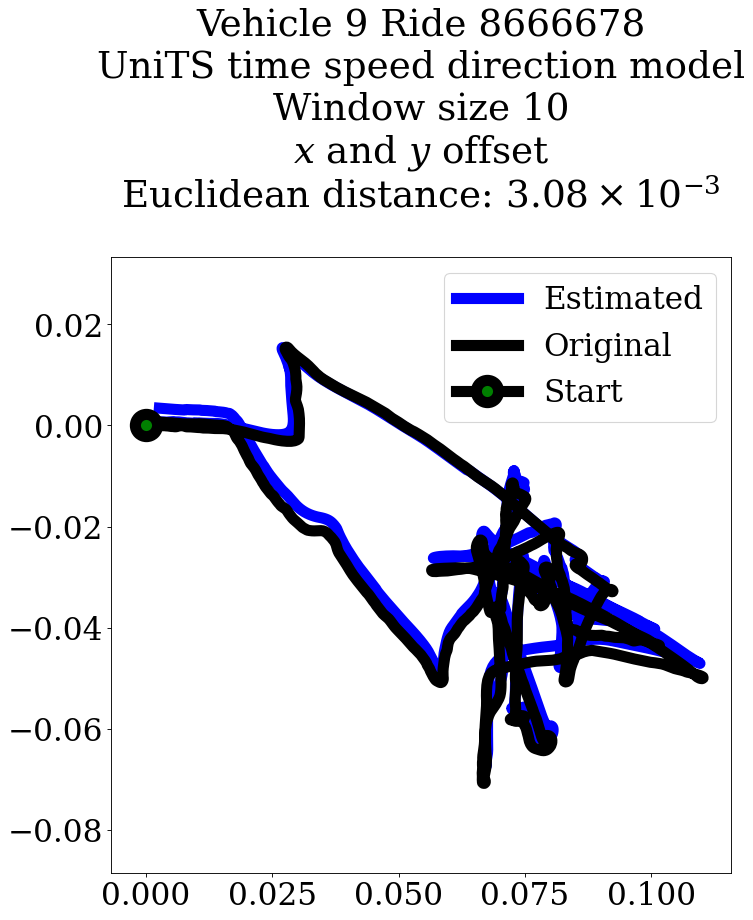 Vehicle 9 Ride 8666678
UniTS time speed direction model
Window size 10
x and y offset
Euclidean distance: 3.08 × 10⁻³
Estimated
Original
Start
0.02
0.00
−0.02
−0.04
−0.06
−0.08
0.000 0.025 0.050 0.075 0.100